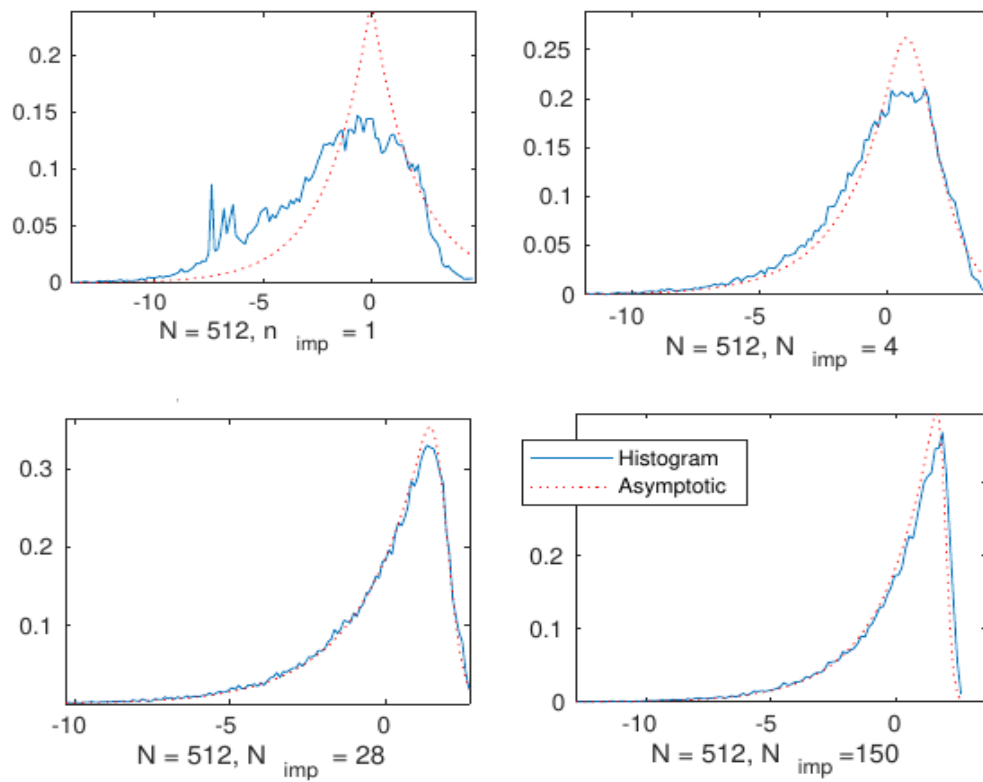 0.2
0.15
0.1
0.05
0
-10 -5 0
N = 512, n imp = 1
0.25
0.2
0.15
0.1
0.05
0
-10 -5 0
N = 512, N imp = 4
0.3
0.2
0.1
-10 -5 0
N = 512, N imp = 28
Histogram
Asymptotic
0.2
0.1
0
-10 -5 0
N = 512, N imp =150